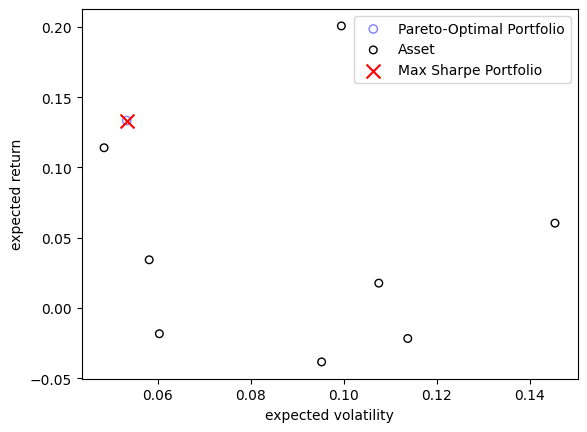 Pareto-Optimal Portfolio
Asset
Max Sharpe Portfolio
0.20
0.15
0.10
0.05
0.00
−0.05
expected return
0.06
0.08
0.10
0.12
0.14
expected volatility